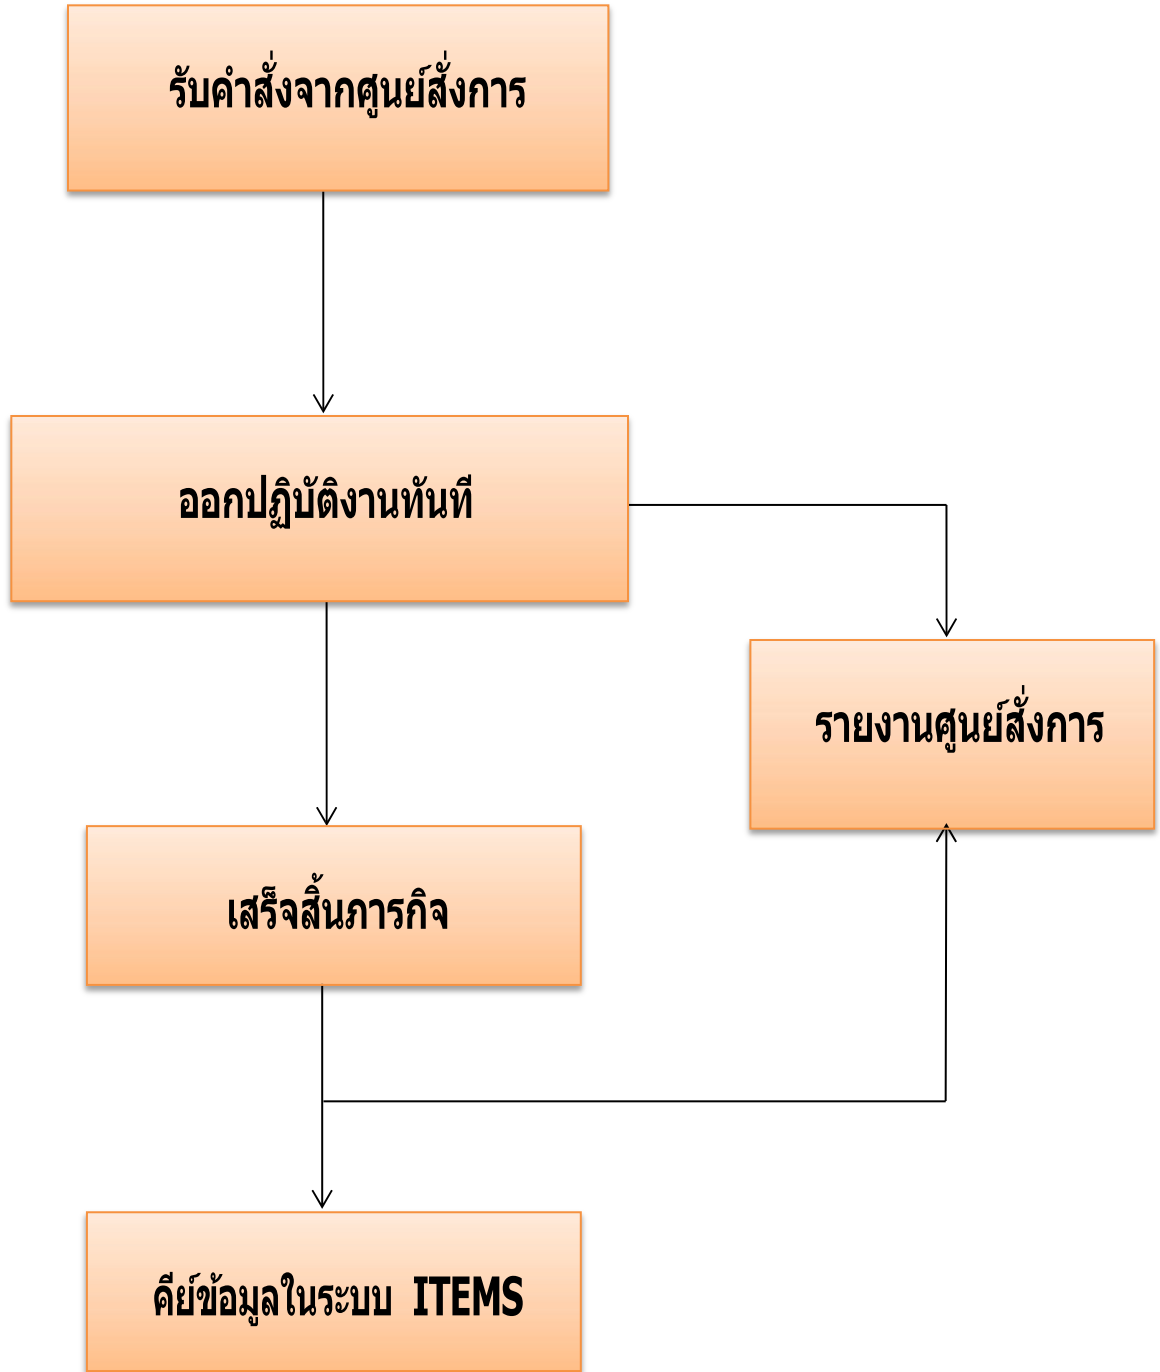 รับคำสั่งจากศูนย์สั่งการ
ออกปฏิบัติงานทันที
รายงานศูนย์สั่งการ
เสร็จสิ้นภารกิจ
คีย์ข้อมูลในระบบ ITEMS